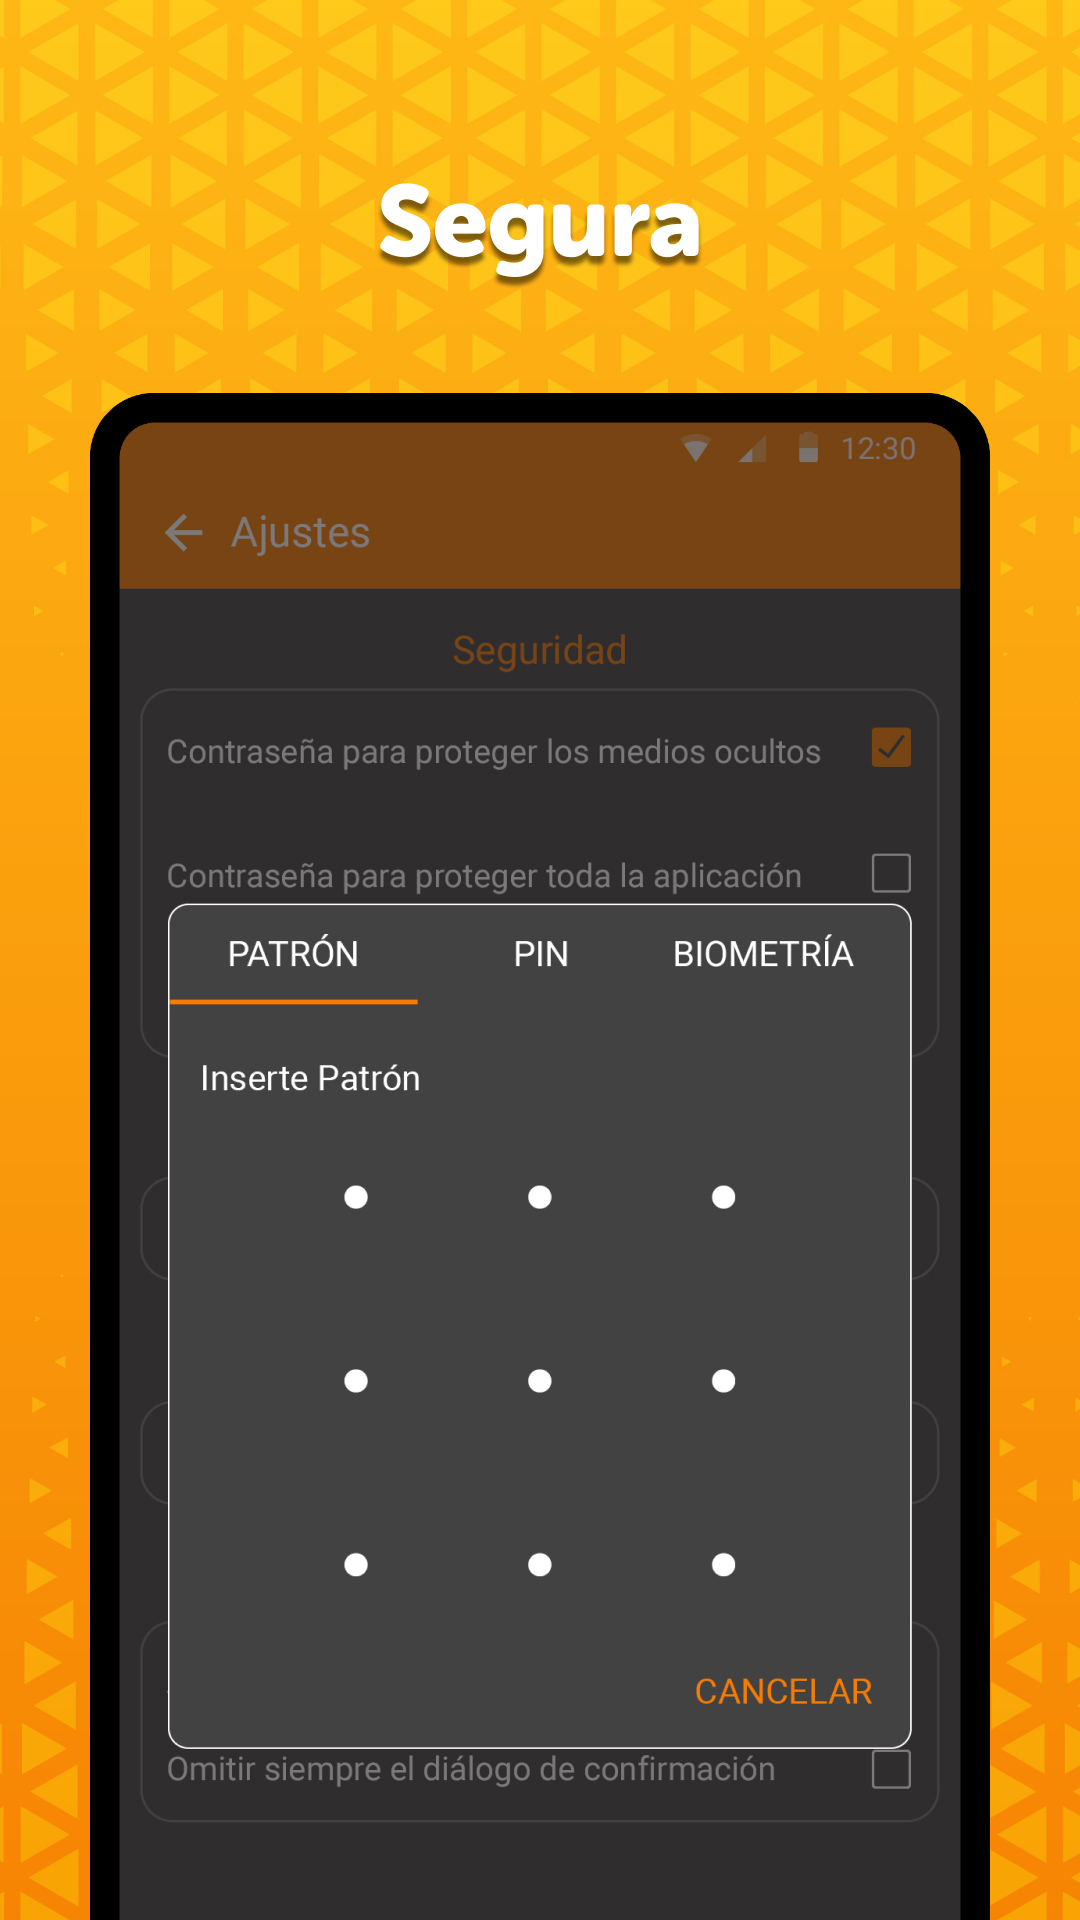 Segura
12:30
Ajustes
Seguridad
Contraseña para proteger los medios ocultos
Contraseña para proteger toda la aplicación
PATRÓN PIN BIOMETRÍA
Inserte Patrón
CANCELAR
Omitir siempre el diálogo de confirmación